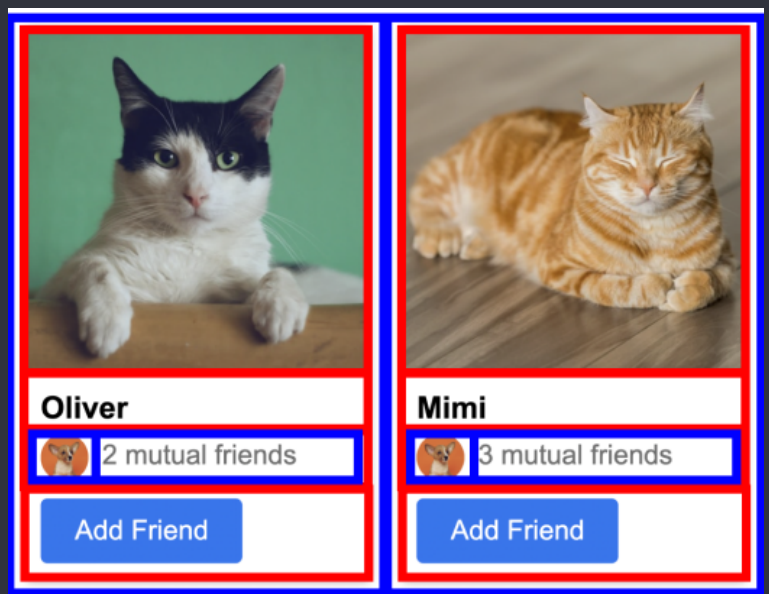 Oliver
2 mutual friends
Add Friend
Mimi
3 mutual friends
Add Friend